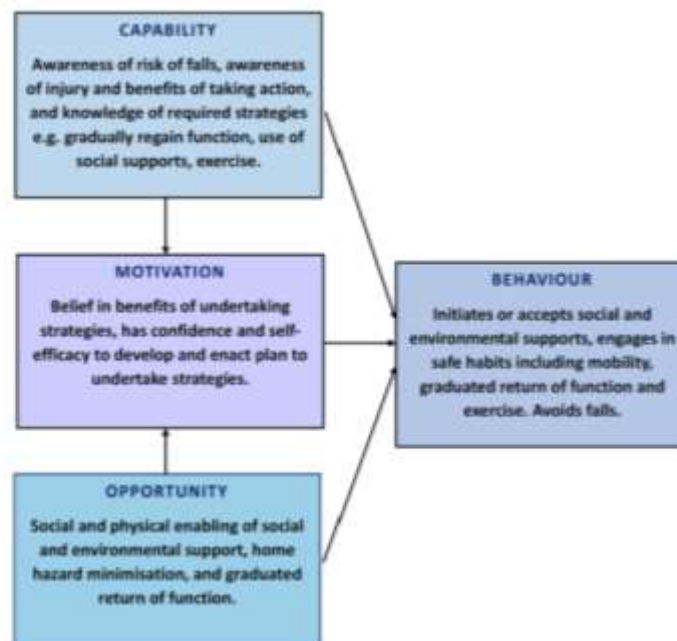 CAPABILITY
Awareness of risk of falls, awareness
of injury and benefits of taking action,
and knowledge of required strategies
e.g. gradually regain function, use of
social supports, exercise.
MOTIVATION
Belief in benefits of undertaking
strategies, has confidence and self-
efficacy to develop and enact plan to
undertake strategies.
OPPORTUNITY
Social and physical enabling of social
and environmental support, home
hazard minimisation, and graduated
return of function.
BEHAVIOUR
Initiates or accepts social and
environmental supports, engages in
safe habits including mobility,
graduated return of function and
exercise. Avoids falls.